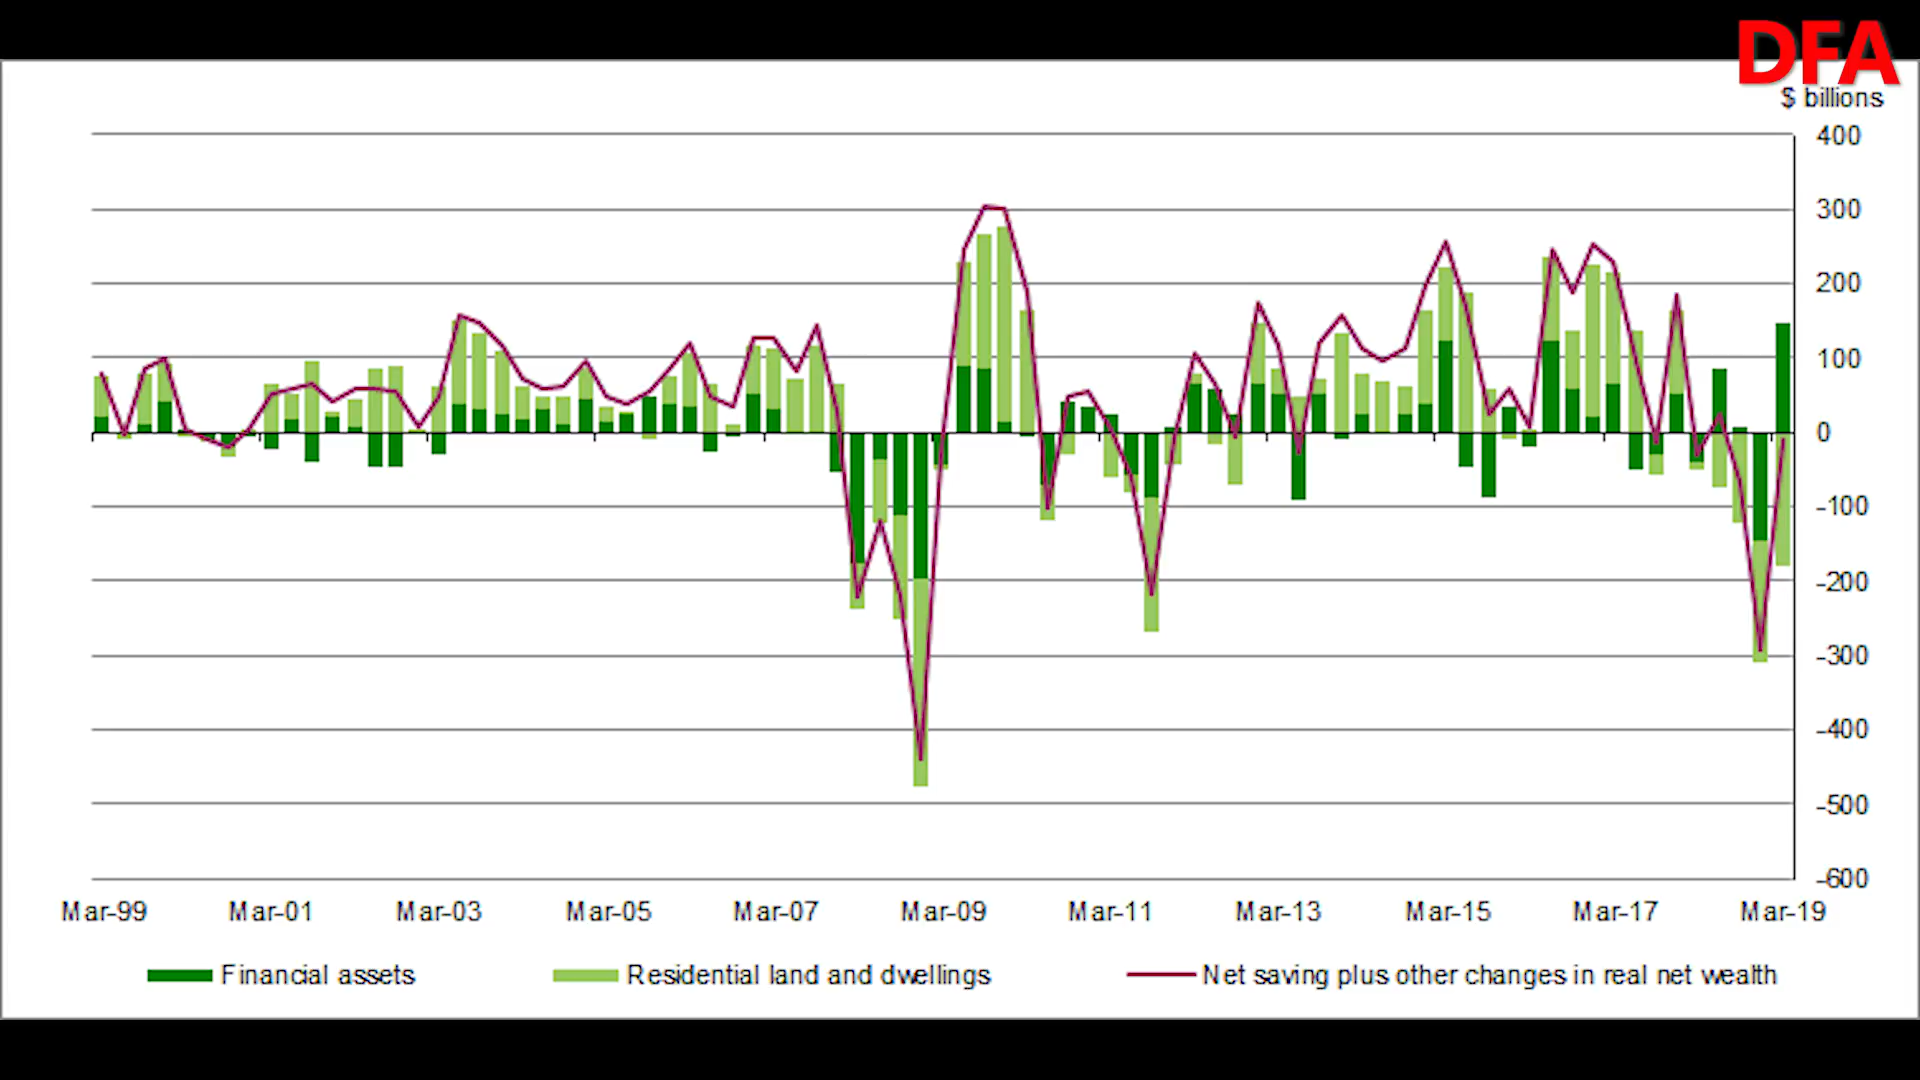 DFA
$ billions
400
300
200
100
0
-100
-200
-300
-400
-500
-600
Mar-99 Mar-01 Mar-03 Mar-05 Mar-07 Mar-09 Mar-11 Mar-13 Mar-15 Mar-17 Mar-19
Financial assets Residential land and dwellings Net saving plus other changes in real net wealth